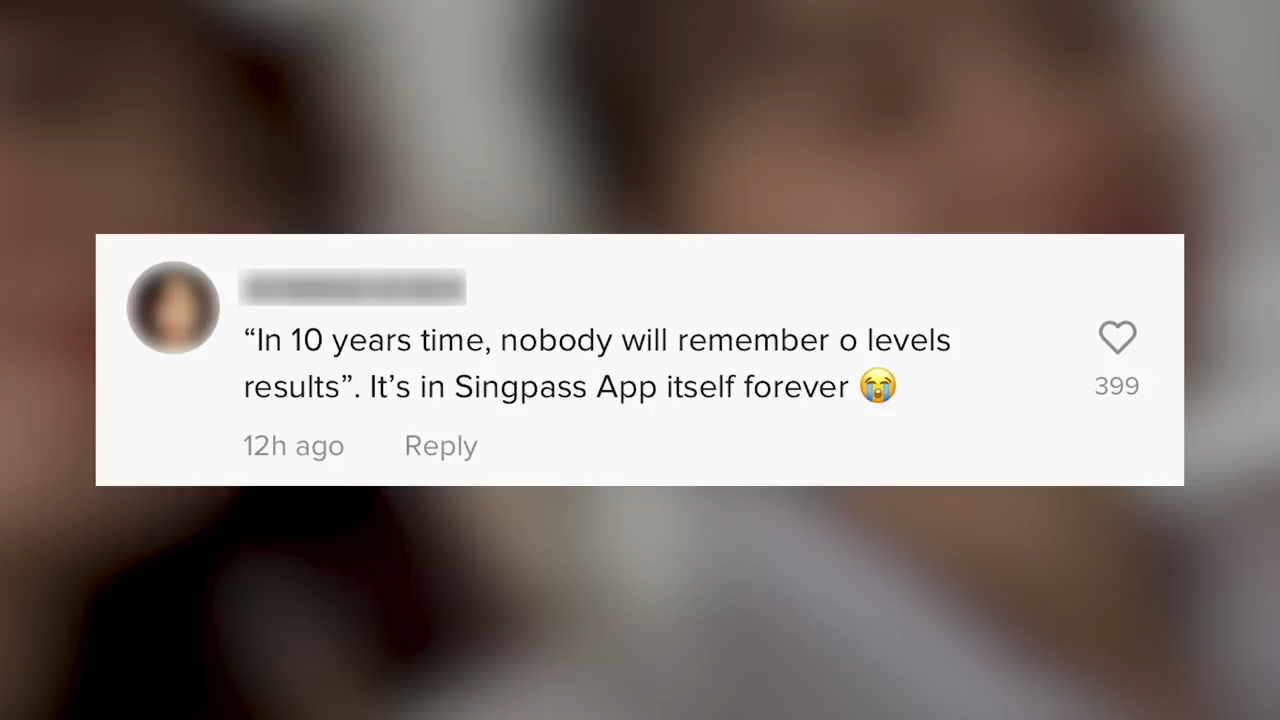 “In 10 years time, nobody will remember o levels
results”. It’s in Singpass App itself forever 😭
399
12h ago Reply